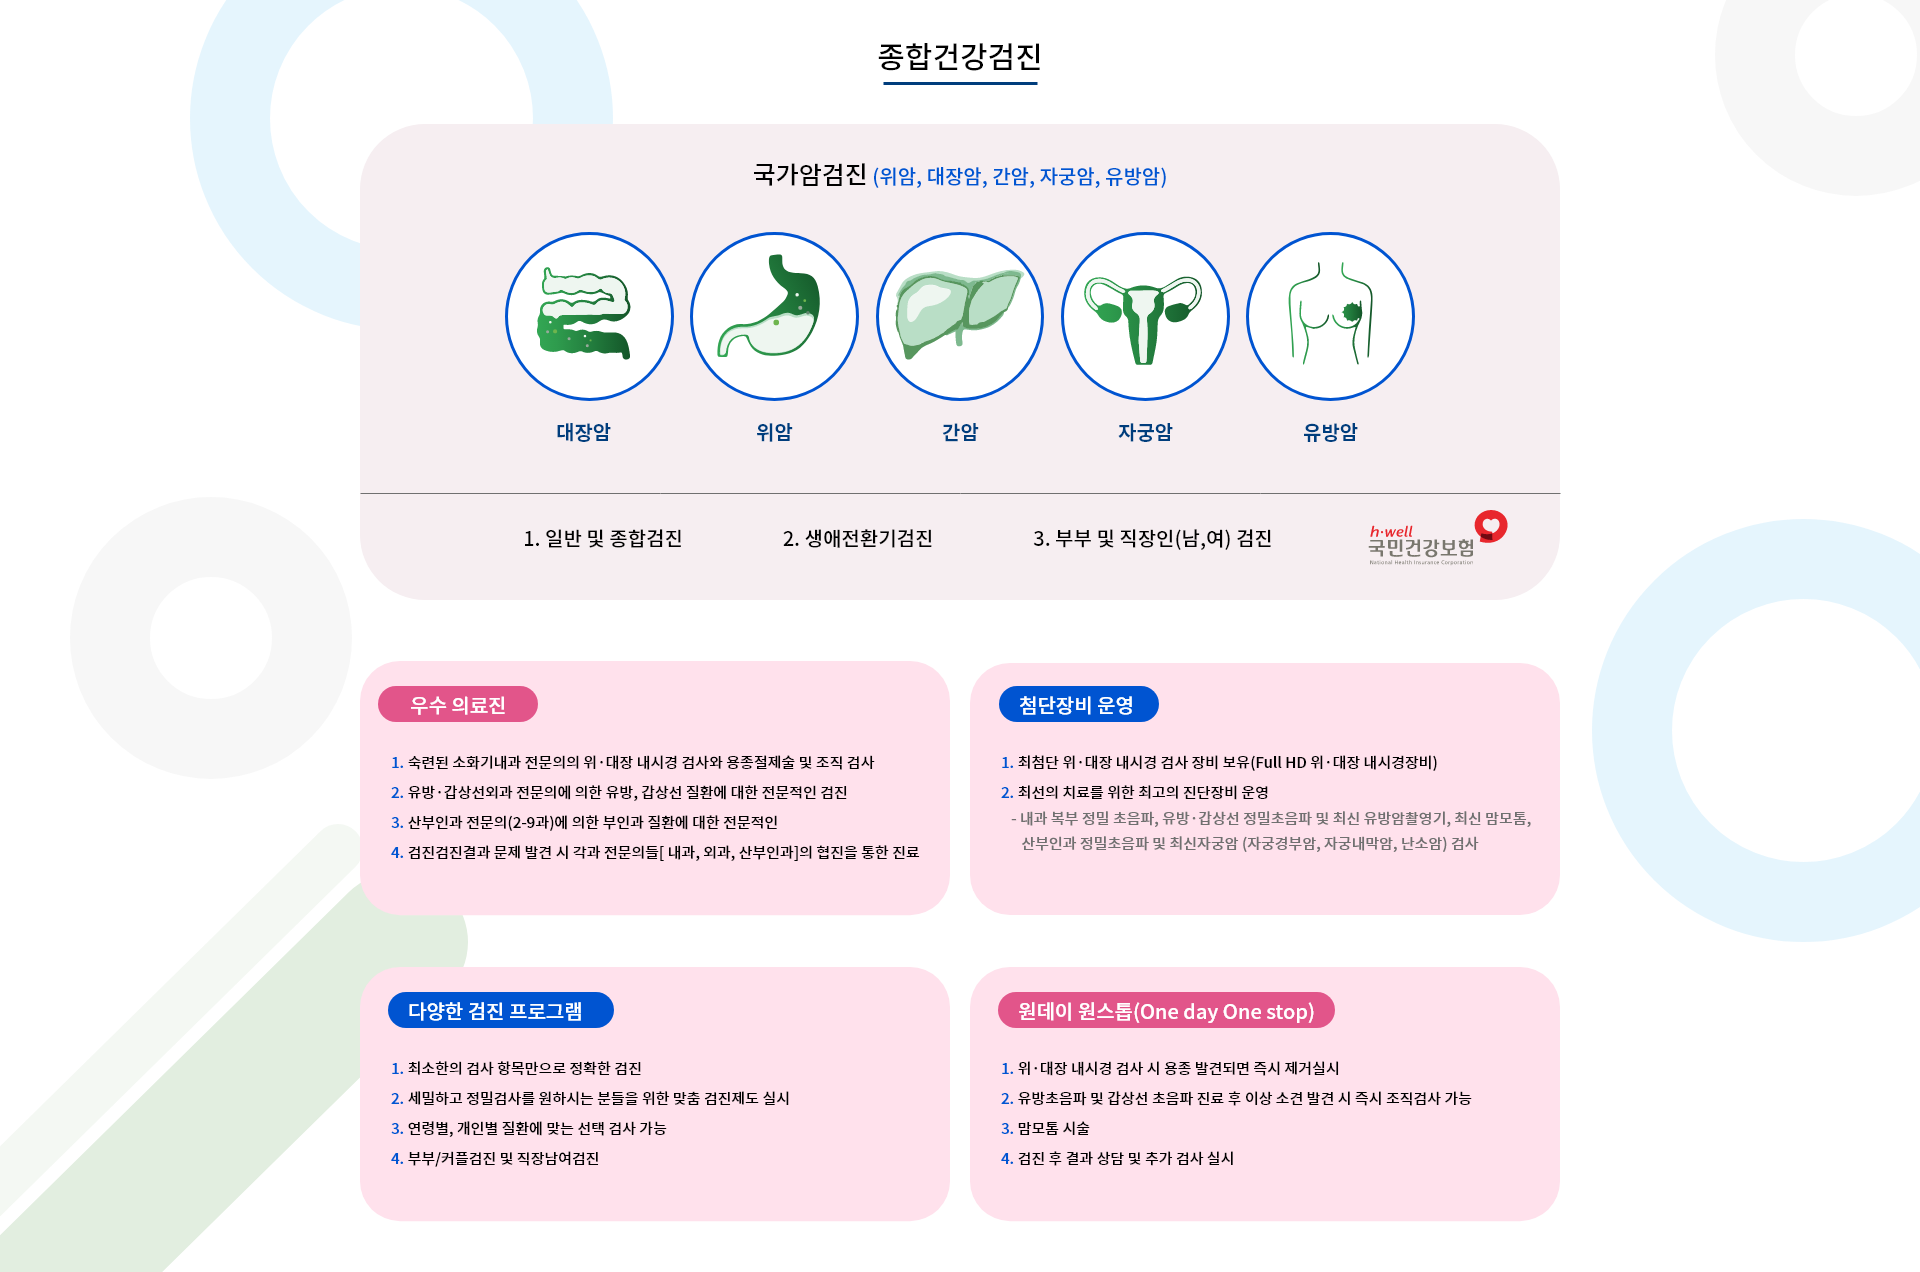 종합건강검진
국가암검진 (위암, 대장암, 간암, 자궁암, 유방암)
대장암
위암
간암
자궁암
유방암
1. 일반 및 종합검진
2. 생애전환기검진
3. 부부 및 직장인(남,여) 검진
h·well
국민건강보험
National Health Insurance Corporation
우수 의료진
1. 숙련된 소화기내과 전문의의 위·대장 내시경 검사와 용종절제술 및 조직 검사
2. 유방·갑상선외과 전문의에 의한 유방, 갑상선 질환에 대한 전문적인 검진
3. 산부인과 전문의(2-9과)에 의한 부인과 질환에 대한 전문적인
4. 검진검진결과 문제 발견 시 각과 전문의들[ 내과, 외과, 산부인과]의 협진을 통한 진료
첨단장비 운영
1. 최첨단 위·대장 내시경 검사 장비 보유(Full HD 위·대장 내시경장비)
2. 최선의 치료를 위한 최고의 진단장비 운영
- 내과 복부 정밀 초음파, 유방·갑상선 정밀초음파 및 최신 유방암촬영기, 최신 맘모톰,
산부인과 정밀초음파 및 최신자궁암 (자궁경부암, 자궁내막암, 난소암) 검사
다양한 검진 프로그램
1. 최소한의 검사 항목만으로 정확한 검진
2. 세밀하고 정밀검사를 원하시는 분들을 위한 맞춤 검진제도 실시
3. 연령별, 개인별 질환에 맞는 선택 검사 가능
4. 부부/커플검진 및 직장남여검진
원데이 원스톱(One day One stop)
1. 위·대장 내시경 검사 시 용종 발견되면 즉시 제거실시
2. 유방초음파 및 갑상선 초음파 진료 후 이상 소견 발견 시 즉시 조직검사 가능
3. 맘모톰 시술
4. 검진 후 결과 상담 및 추가 검사 실시